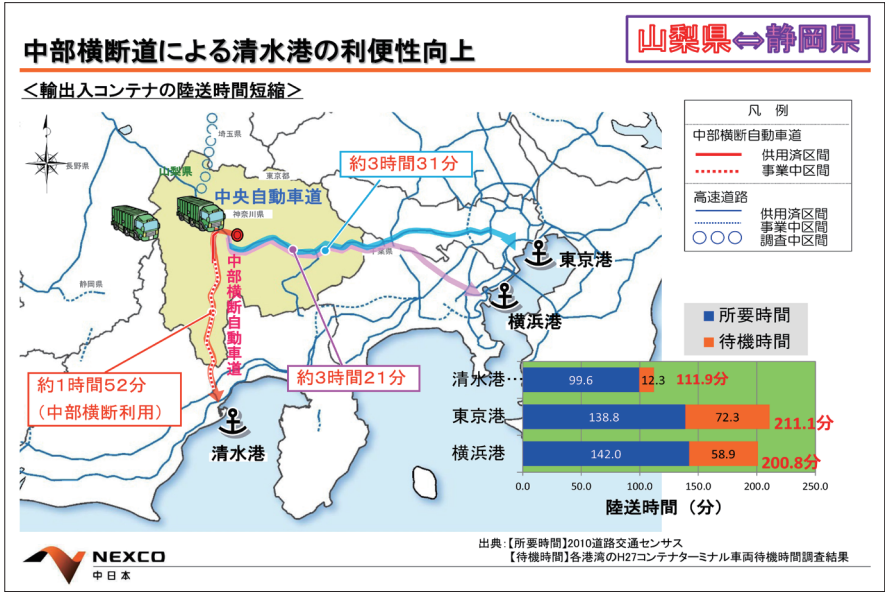 中部横断道による清水港の利便性向上
山梨県⇔静岡県
＜輸出入コンテナの陸送時間短縮＞
埼玉県
長野県
山梨県
東京都
約3時間31分
中央自動車道
神奈川県
千葉県
静岡県
中部横断自動車道
東京港
横浜港
約1時間52分
（中部横断利用）
約3時間21分
清水港
凡 例
中部横断自動車道
供用済区間
事業中区間
高速道路
供用済区間
事業中区間
調査中区間
所要時間
待機時間
清水港… 99.6 12.3 111.9分
東京港 138.8 72.3 211.1分
横浜港 142.0 58.9 200.8分
0.0 50.0 100.0 150.0 200.0 250.0
陸送時間（分）
出典：【所要時間】2010道路交通センサス
【待機時間】各港湾のH27コンテナターミナル車両待機時間調査結果
NEXCO
中日本